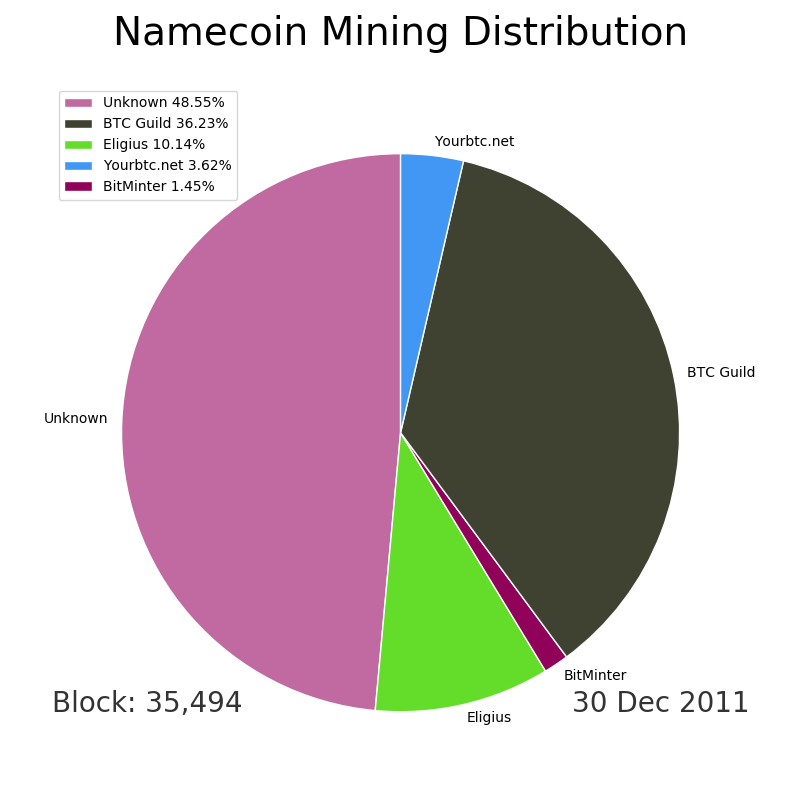 Namecoin Mining Distribution
Unknown 48.55%
BTC Guild 36.23%
Eligius 10.14%
Yourbtc.net 3.62%
BitMinter 1.45%
Yourbtc.net
BTC Guild
Unknown
BitMinter
Block: 35,494
30 Dec 2011
Eligius